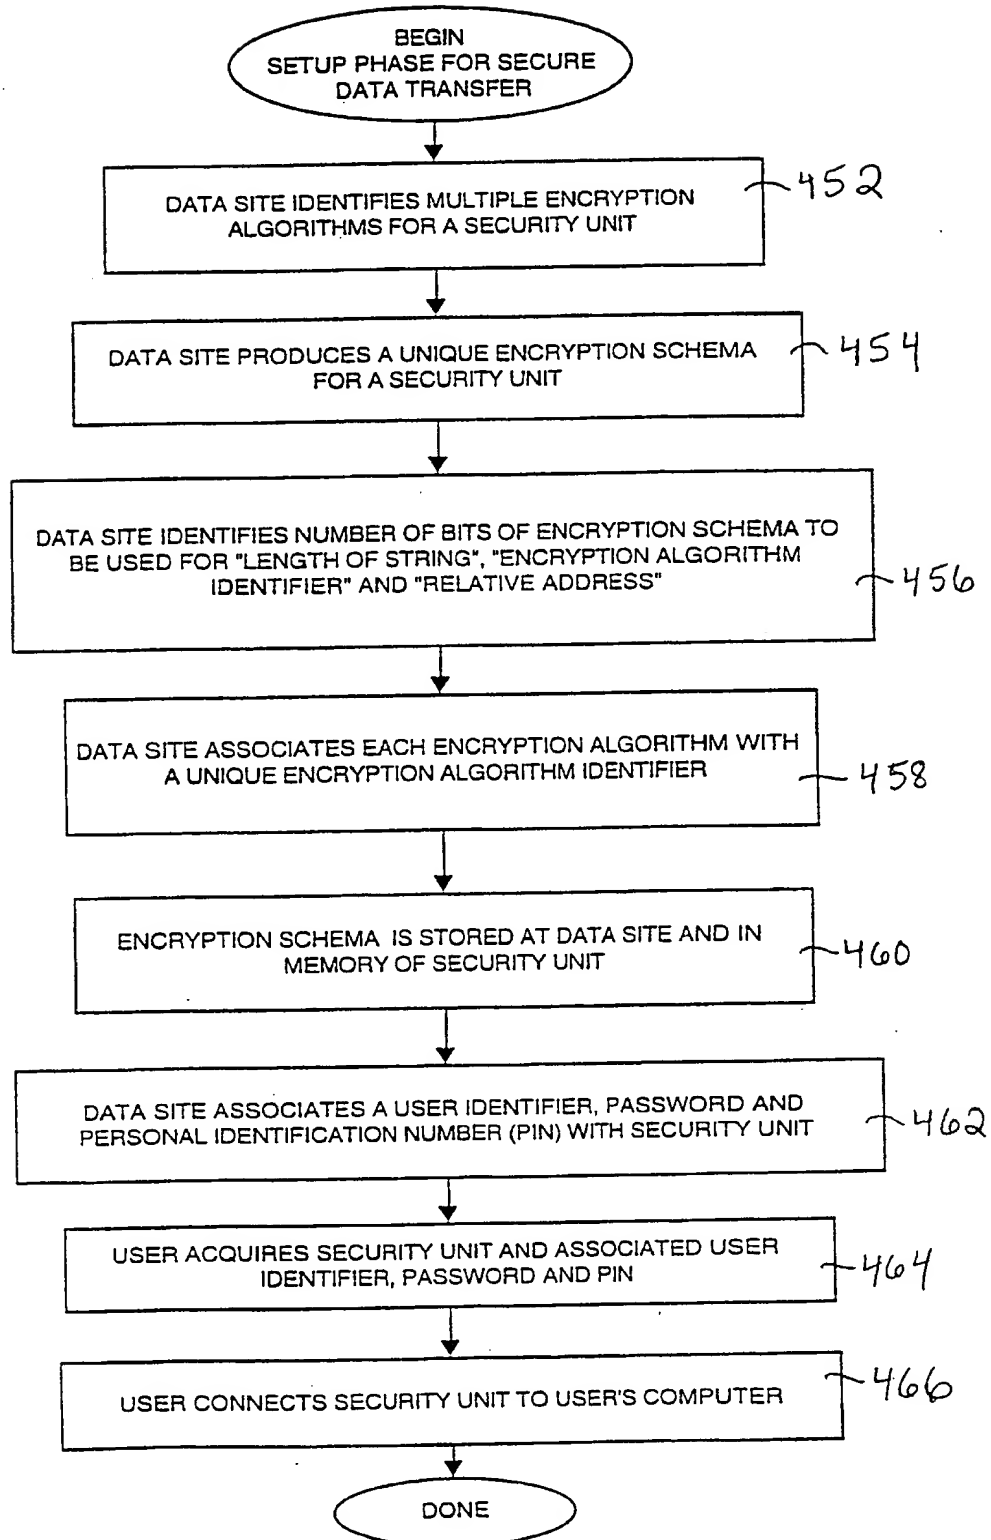 BEGIN
SETUP PHASE FOR SECURE
DATA TRANSFER
DATA SITE IDENTIFIES MULTIPLE ENCRYPTION
ALGORITHMS FOR A SECURITY UNIT
452
DATA SITE PRODUCES A UNIQUE ENCRYPTION SCHEMA
FOR A SECURITY UNIT
454
DATA SITE IDENTIFIES NUMBER OF BITS OF ENCRYPTION SCHEMA TO
BE USED FOR "LENGTH OF STRING", "ENCRYPTION ALGORITHM
IDENTIFIER" AND "RELATIVE ADDRESS"
456
DATA SITE ASSOCIATES EACH ENCRYPTION ALGORITHM WITH
A UNIQUE ENCRYPTION ALGORITHM IDENTIFIER
458
ENCRYPTION SCHEMA IS STORED AT DATA SITE AND IN
MEMORY OF SECURITY UNIT
460
DATA SITE ASSOCIATES A USER IDENTIFIER, PASSWORD AND
PERSONAL IDENTIFICATION NUMBER (PIN) WITH SECURITY UNIT
462
USER ACQUIRES SECURITY UNIT AND ASSOCIATED USER
IDENTIFIER, PASSWORD AND PIN
464
USER CONNECTS SECURITY UNIT TO USER'S COMPUTER
466
DONE